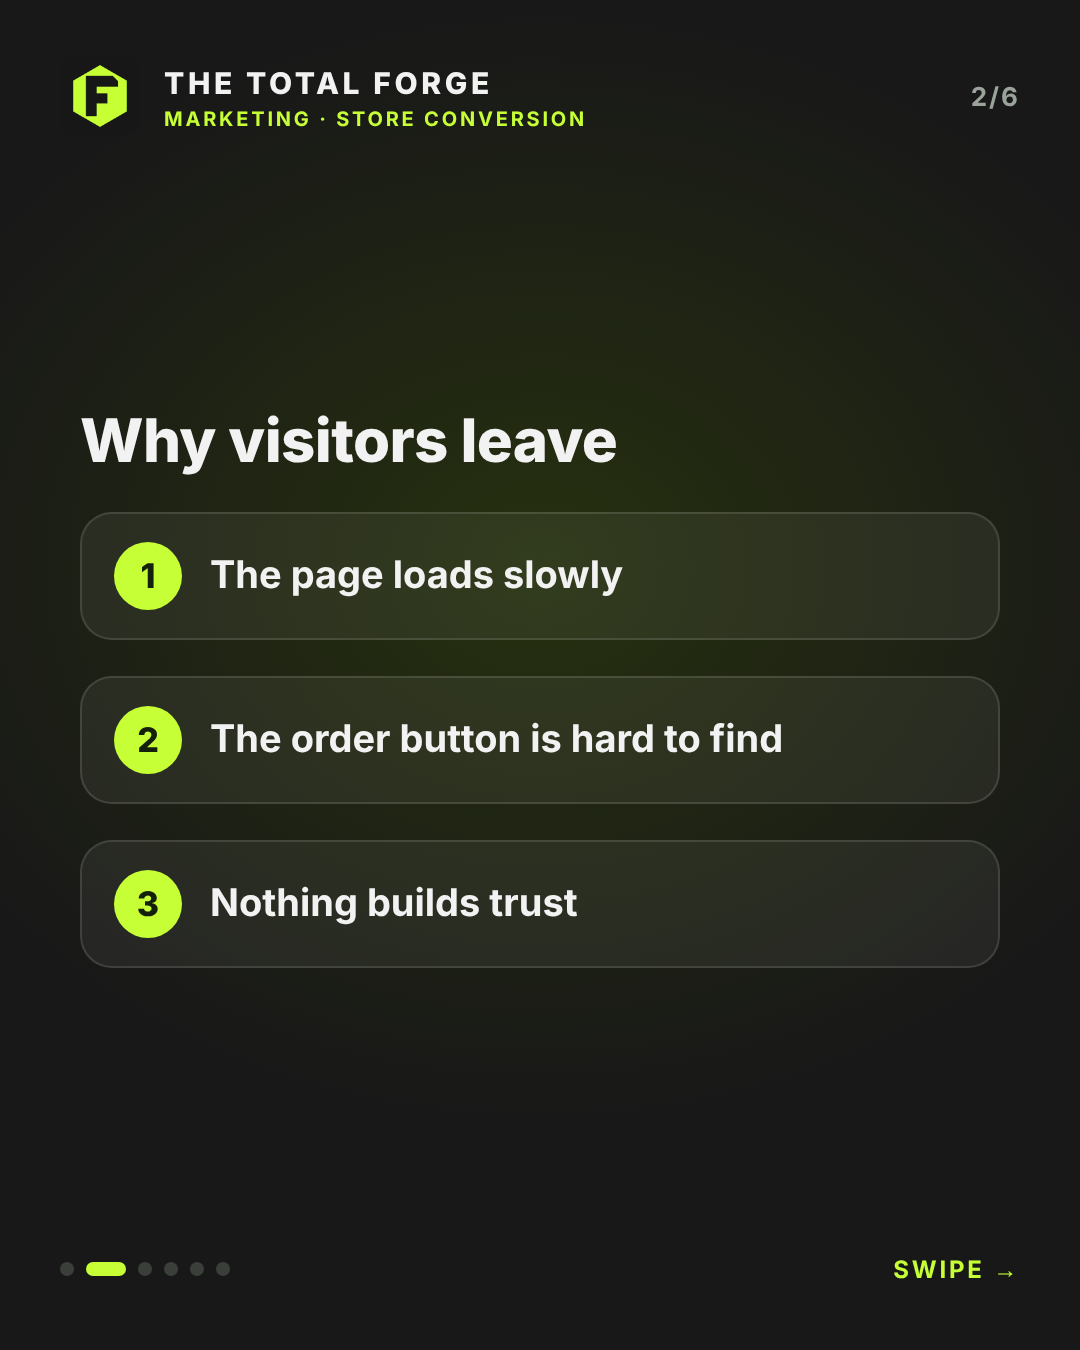 F
THE TOTAL FORGE
MARKETING · STORE CONVERSION
2/6
Why visitors leave
1 The page loads slowly
2 The order button is hard to find
3 Nothing builds trust
SWIPE →